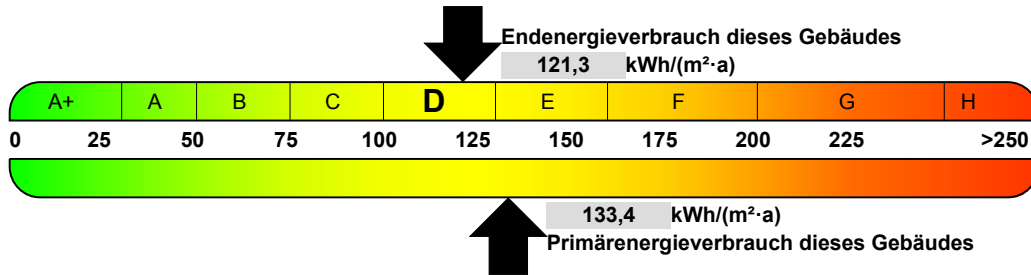 Endenergieverbrauch dieses Gebäudes
121,3 kWh/(m²·a)
A+ A B C D E F G H
0 25 50 75 100 125 150 175 200 225 >250
133,4 kWh/(m²·a)
Primärenergieverbrauch dieses Gebäudes